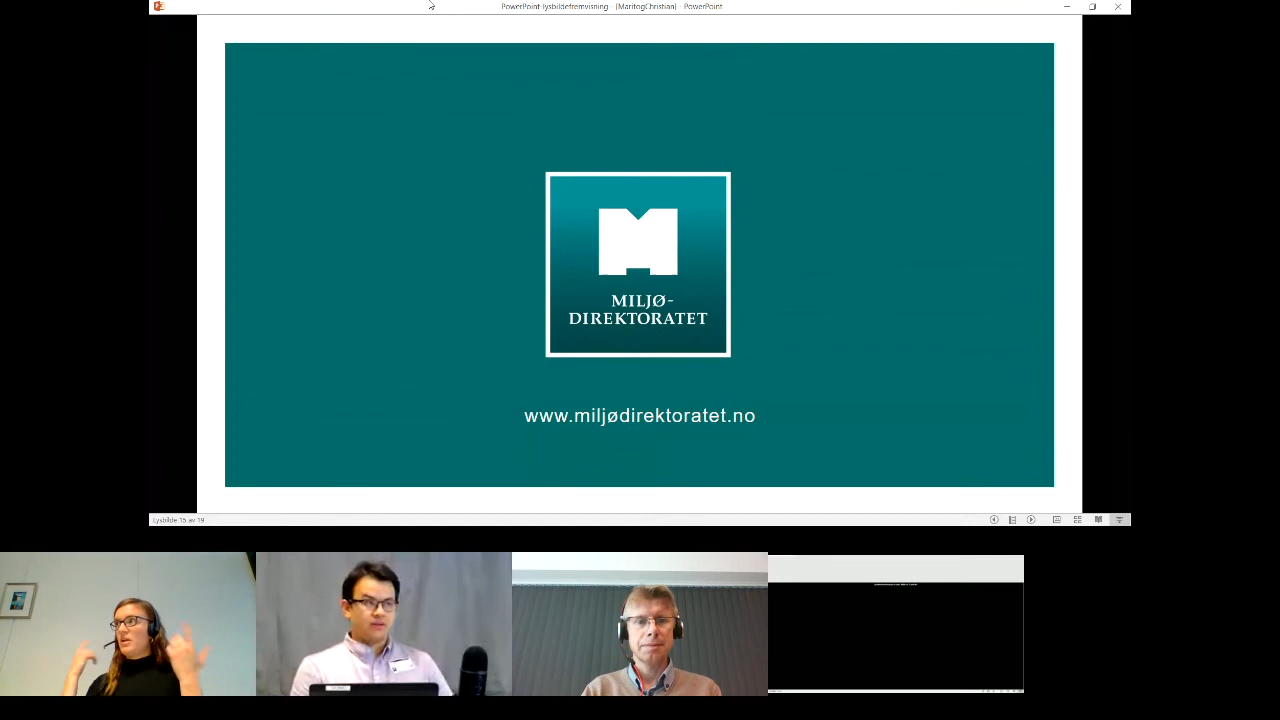 PowerPoint-lysbildefremvisning - [MaritogChristian] - PowerPoint
MILJØ-
DIREKTORATET
www.miljødirektoratet.no
Lysbilde 15 av 19